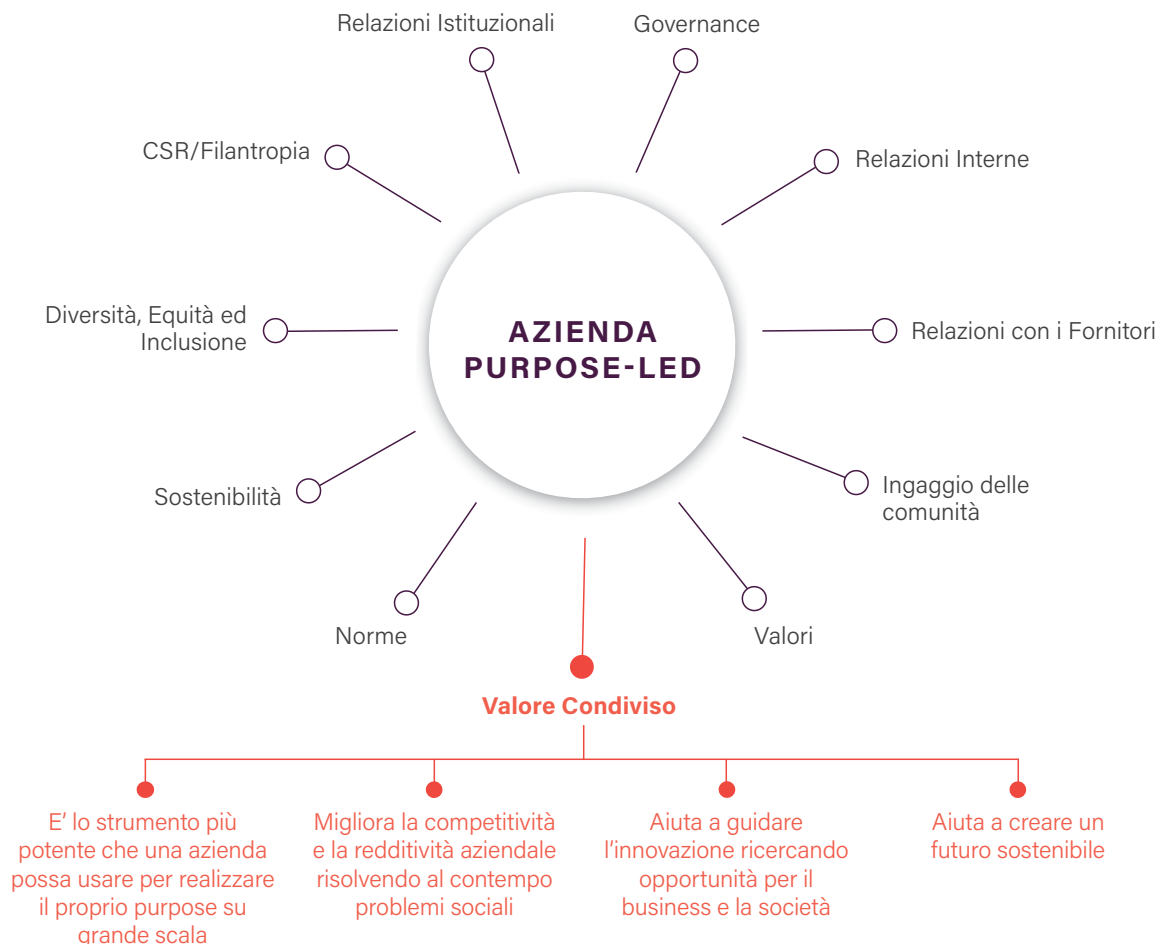 Relazioni Istituzionali
Governance
CSR/Filantropia
Relazioni Interne
Diversità, Equità ed
Inclusione
AZIENDA
PURPOSE-LED
Relazioni con i Fornitori
Sostenibilità
Ingaggio delle
comunità
Norme
Valori
Valore Condiviso
E' lo strumento più
potente che una azienda
possa usare per realizzare
il proprio purpose su
grande scala
Migliora la competitività
e la redditività aziendale
risolvendo al contempo
problemi sociali
Aiuta a guidare
l'innovazione ricercando
opportunità per il
business e la società
Aiuta a creare un
futuro sostenibile